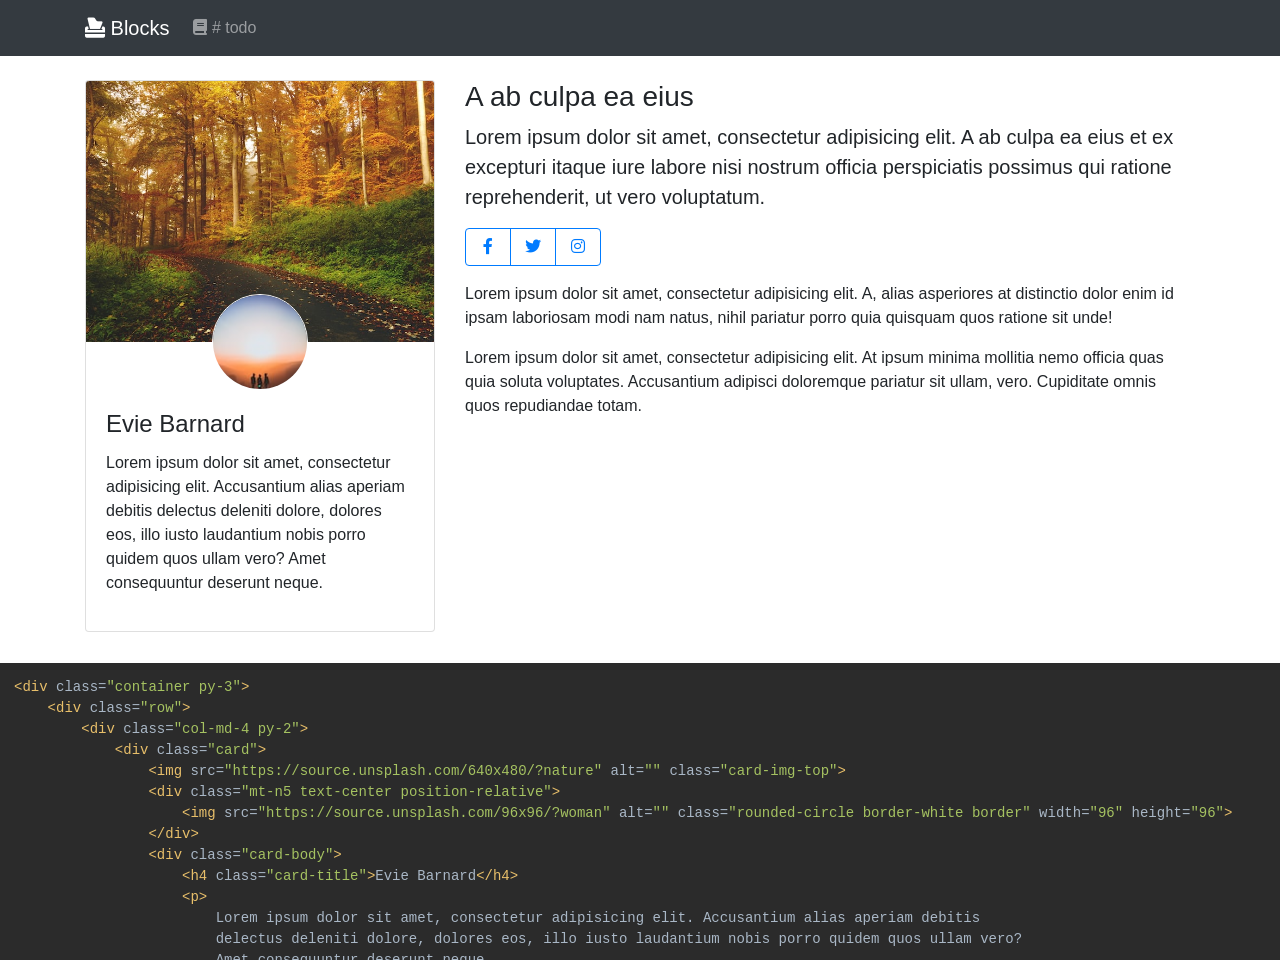 Blocks # todo
A ab culpa ea eius
Lorem ipsum dolor sit amet, consectetur adipisicing elit. A ab culpa ea eius et ex
excepturi itaque iure labore nisi nostrum officia perspiciatis possimus qui ratione
reprehenderit, ut vero voluptatum.
Lorem ipsum dolor sit amet, consectetur adipisicing elit. A, alias asperiores at distinctio dolor enim id
ipsam laboriosam modi nam natus, nihil pariatur porro quia quisquam quos ratione sit unde!
Lorem ipsum dolor sit amet, consectetur adipisicing elit. At ipsum minima mollitia nemo officia quas
quia soluta voluptates. Accusantium adipisci doloremque pariatur sit ullam, vero. Cupiditate omnis
quos repudiandae totam.
Evie Barnard
Lorem ipsum dolor sit amet, consectetur
adipisicing elit. Accusantium alias aperiam
debitis delectus deleniti dolore, dolores
eos, illo iusto laudantium nobis porro
quidem quos ullam vero? Amet
consequuntur deserunt neque.
<div class="container py-3">
<div class="row">
<div class="col-md-4 py-2">
<div class="card">
<img src="https://source.unsplash.com/640x480/?nature" alt="" class="card-img-top">
<div class="mt-n5 text-center position-relative">
<img src="https://source.unsplash.com/96x96/?woman" alt="" class="rounded-circle border-white border" width="96" height="96">
</div>
<div class="card-body">
<h4 class="card-title">Evie Barnard</h4>
<p>
Lorem ipsum dolor sit amet, consectetur adipisicing elit. Accusantium alias aperiam debitis
delectus deleniti dolore, dolores eos, illo iusto laudantium nobis porro quidem quos ullam vero?
Amet consequuntur deserunt neque.